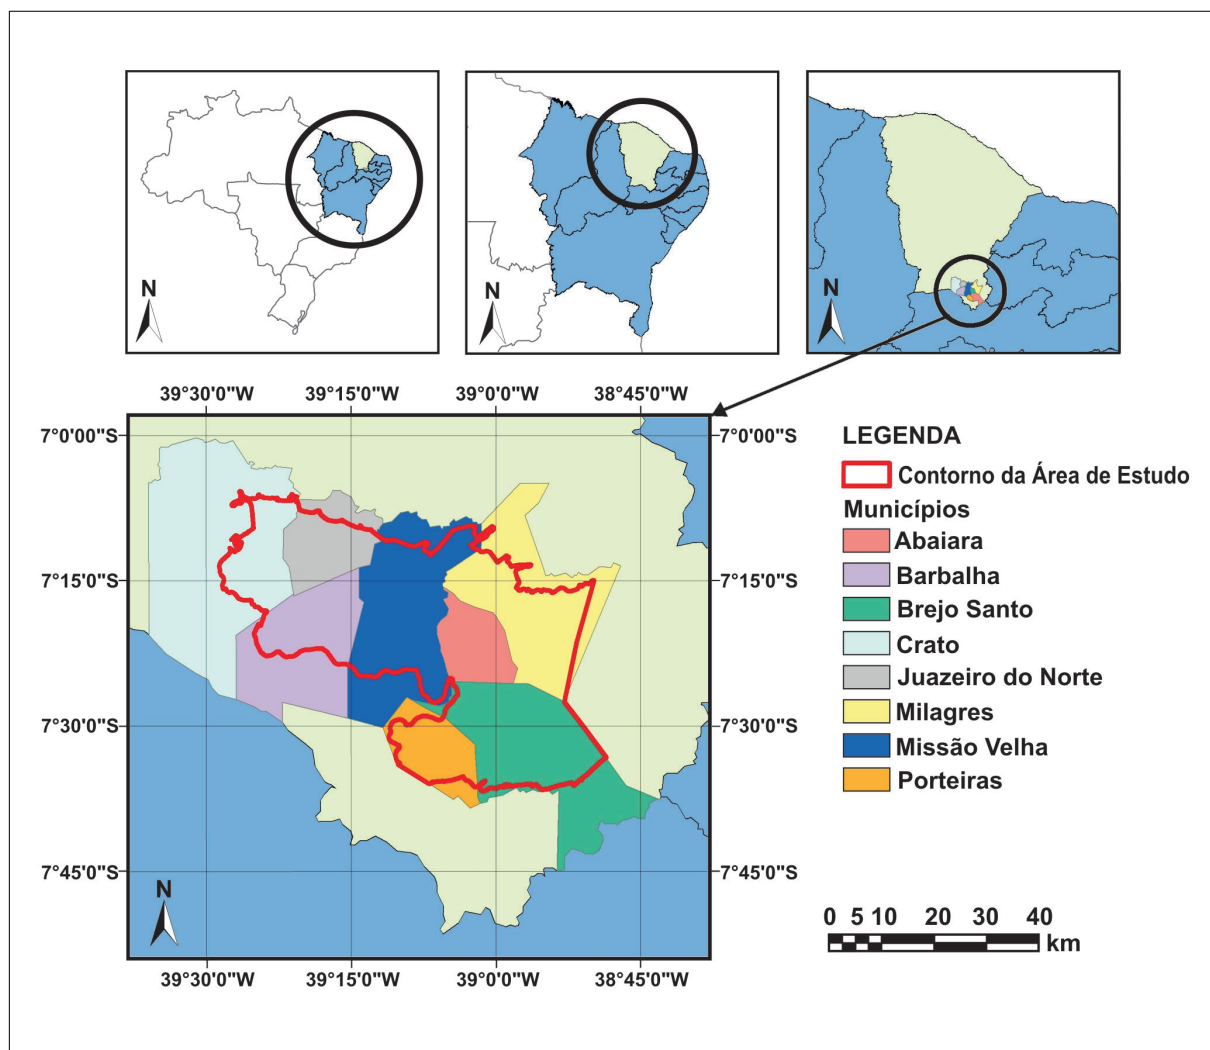 N
N
N
39°30'0"W 39°15'0"W 39°0'0"W 38°45'0"W
7°0'00"S 7°0'00"S
7°15'0"S 7°15'0"S
7°30'0"S 7°30'0"S
7°45'0"S 7°45'0"S
N
39°30'0"W 39°15'0"W 39°0'0"W 38°45'0"W
LEGENDA
Contorno da Área de Estudo
Municípios
Abaiara
Barbalha
Brejo Santo
Crato
Juazeiro do Norte
Milagres
Missão Velha
Porteiras
0 5 10 20 30 40
km